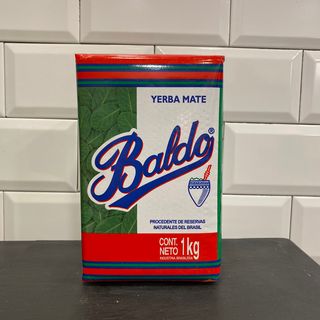 YERBA MATE
Baldo®
PROCEDENTE DE RESERVAS
NATURALES DEL BRASIL
CONT.
NETO 1kg
INDUSTRIA BRASILEÑA